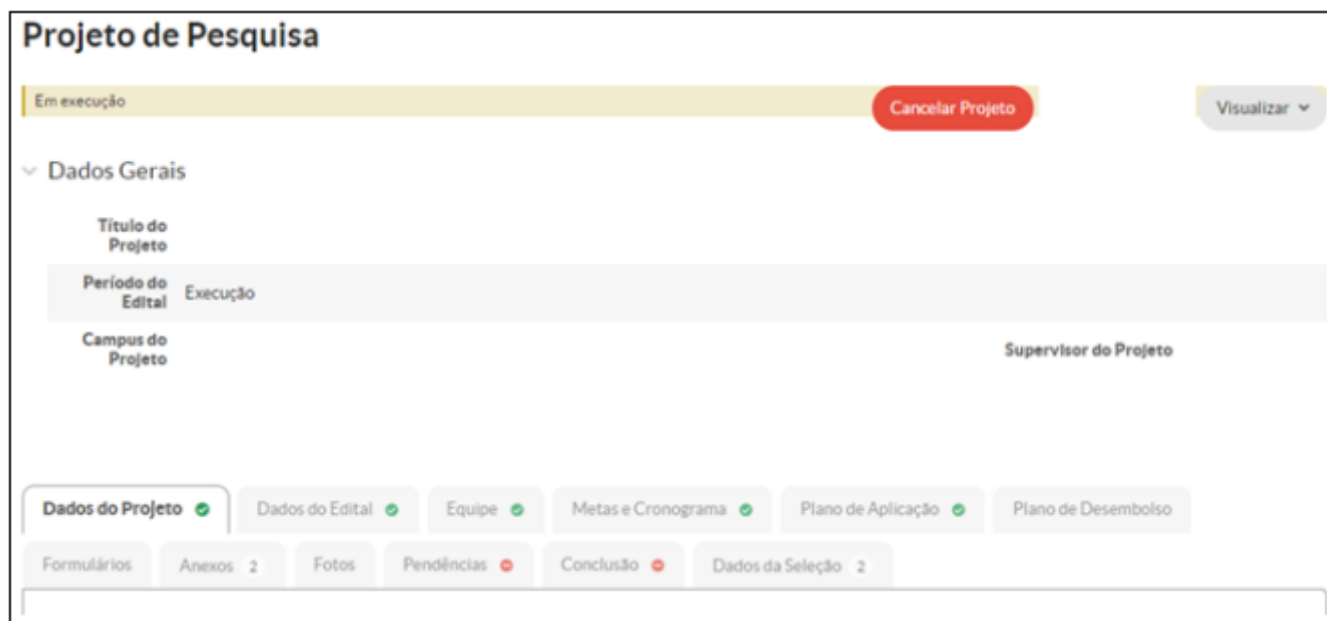 Projeto de Pesquisa
Em execução
Cancelar Projeto
Visualizar
Dados Gerais
Título do
Projeto
Período do
Edital
Execução
Campus do
Projeto
Supervisor do Projeto
Dados do Projeto
Dados do Edital
Equipe
Metas e Cronograma
Plano de Aplicação
Plano de Desembolso
Formulários
Anexos 2
Fotos
Pendências
Conclusão
Dados da Seleção 2